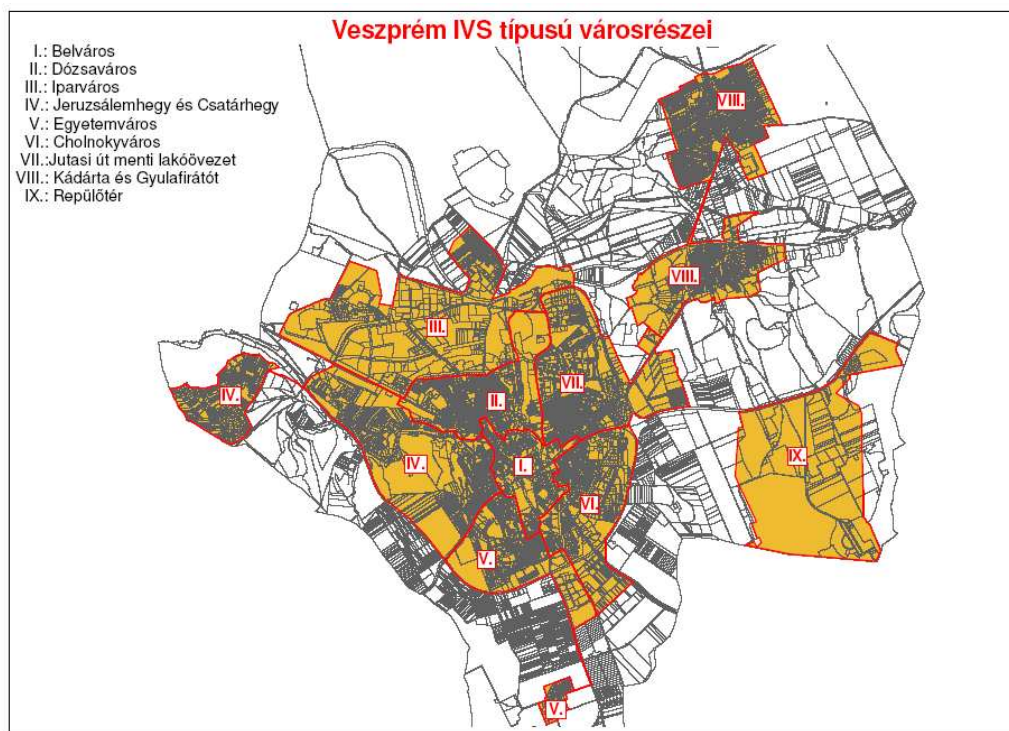 Veszprém IVS típusú városrészei
I.: Belváros
II.: Dózsaváros
III.: Iparváros
IV.: Jeruzsálemhegy és Csatárhegy
V.: Egyetemváros
VI.: Cholnokyváros
VII.:Jutasi út menti lakóövezet
VIII.: Kádárta és Gyulafirátót
IX.: Repülőtér
VIII.
VIII.
III.
VII.
IV.
II.
IV.
I.
IX.
VI.
V.
V.